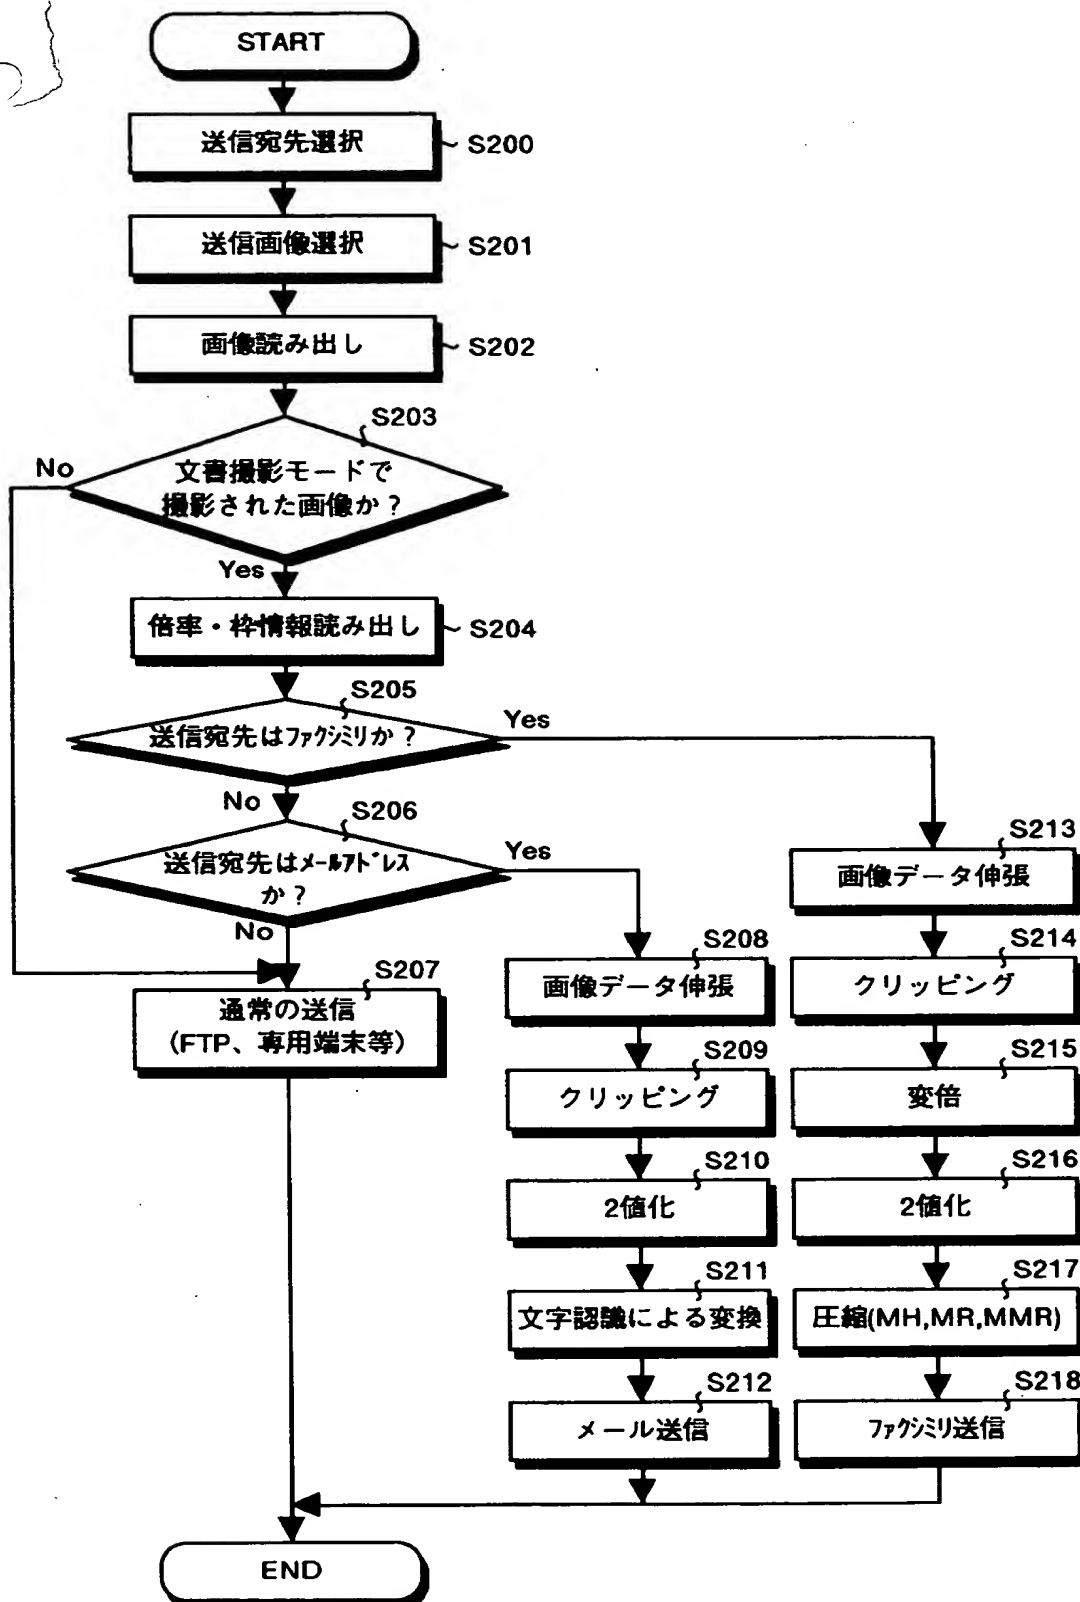 START
送信宛先選択
S200
送信画像選択
S201
画像読み出し
S202
S203
文書撮影モードで
撮影された画像か？
No
Yes
倍率・枠情報読み出し
S204
S205
送信宛先はファクシミリか？
Yes
No
S206
送信宛先はメールアドレス
か？
Yes
No
S207
通常の送信
(FTP、専用端末等)
S208
画像データ伸張
S209
クリッピング
S210
2値化
S211
文字認識による変換
S212
メール送信
S213
画像データ伸張
S214
クリッピング
S215
変倍
S216
2値化
S217
圧縮(MH,MR,MMR)
S218
ファクシミリ送信
END